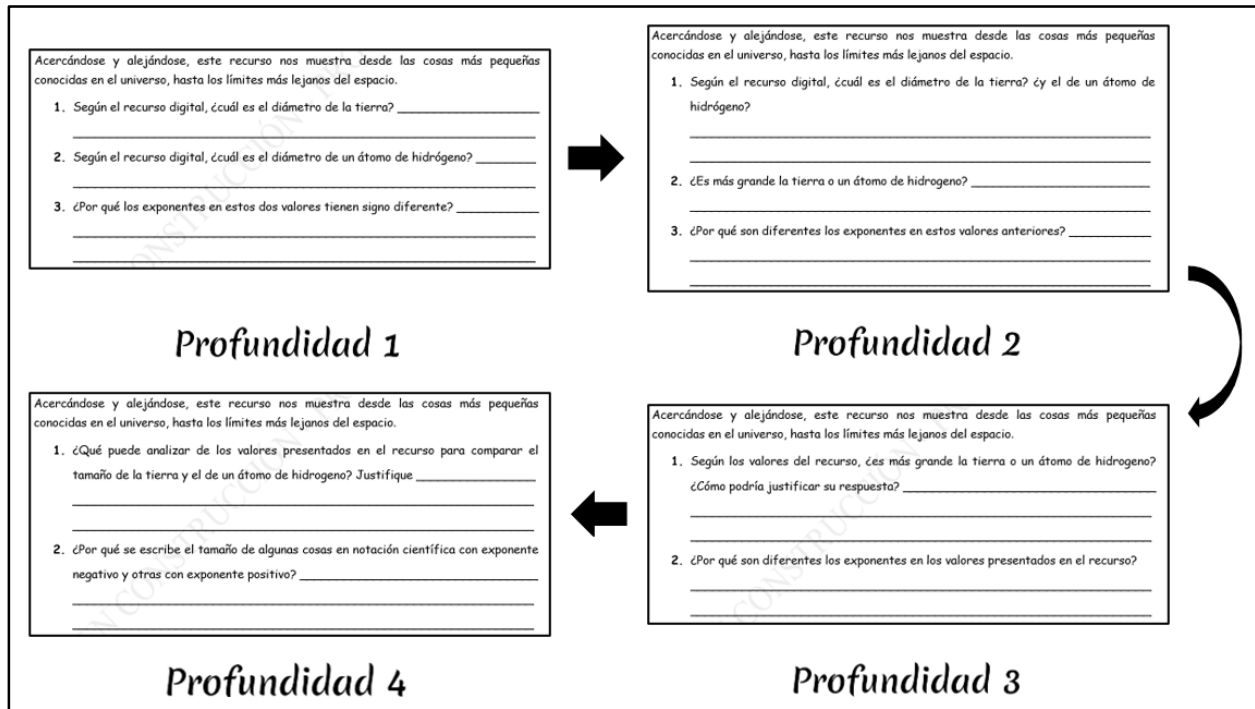 Acercándose y alejándose, este recurso nos muestra desde las cosas más pequeñas
conocidas en el universo, hasta los límites más lejanos del espacio.
1. Según el recurso digital, ¿cuál es el diámetro de la tierra?
2. Según el recurso digital, ¿cuál es el diámetro de un átomo de hidrógeno?
3. ¿Por qué los exponentes en estos dos valores tienen signo diferente?
CONSTRUCCIÓN
Profundidad 1
Acercándose y alejándose, este recurso nos muestra desde las cosas más pequeñas
conocidas en el universo, hasta los límites más lejanos del espacio.
1. Según el recurso digital, ¿cuál es el diámetro de la tierra? ¿y el de un átomo de
hidrógeno?
2. ¿Es más grande la tierra o un átomo de hidrogeno?
3. ¿Por qué son diferentes los exponentes en estos valores anteriores?
Profundidad 2
Acercándose y alejándose, este recurso nos muestra desde las cosas más pequeñas
conocidas en el universo, hasta los límites más lejanos del espacio.
1. Según los valores del recurso, ¿es más grande la tierra o un átomo de hidrogeno?
¿Cómo podría justificar su respuesta?
2. ¿Por qué son diferentes los exponentes en los valores presentados en el recurso?
CONSTRUCCIÓN
Profundidad 3
Acercándose y alejándose, este recurso nos muestra desde las cosas más pequeñas
conocidas en el universo, hasta los límites más lejanos del espacio.
1. ¿Qué puede analizar de los valores presentados en el recurso para comparar el
tamaño de la tierra y el de un átomo de hidrogeno? Justifique
2. ¿Por qué se escribe el tamaño de algunas cosas en notación científica con exponente
negativo y otras con exponente positivo?
N CONSTRUCCIÓN
Profundidad 4